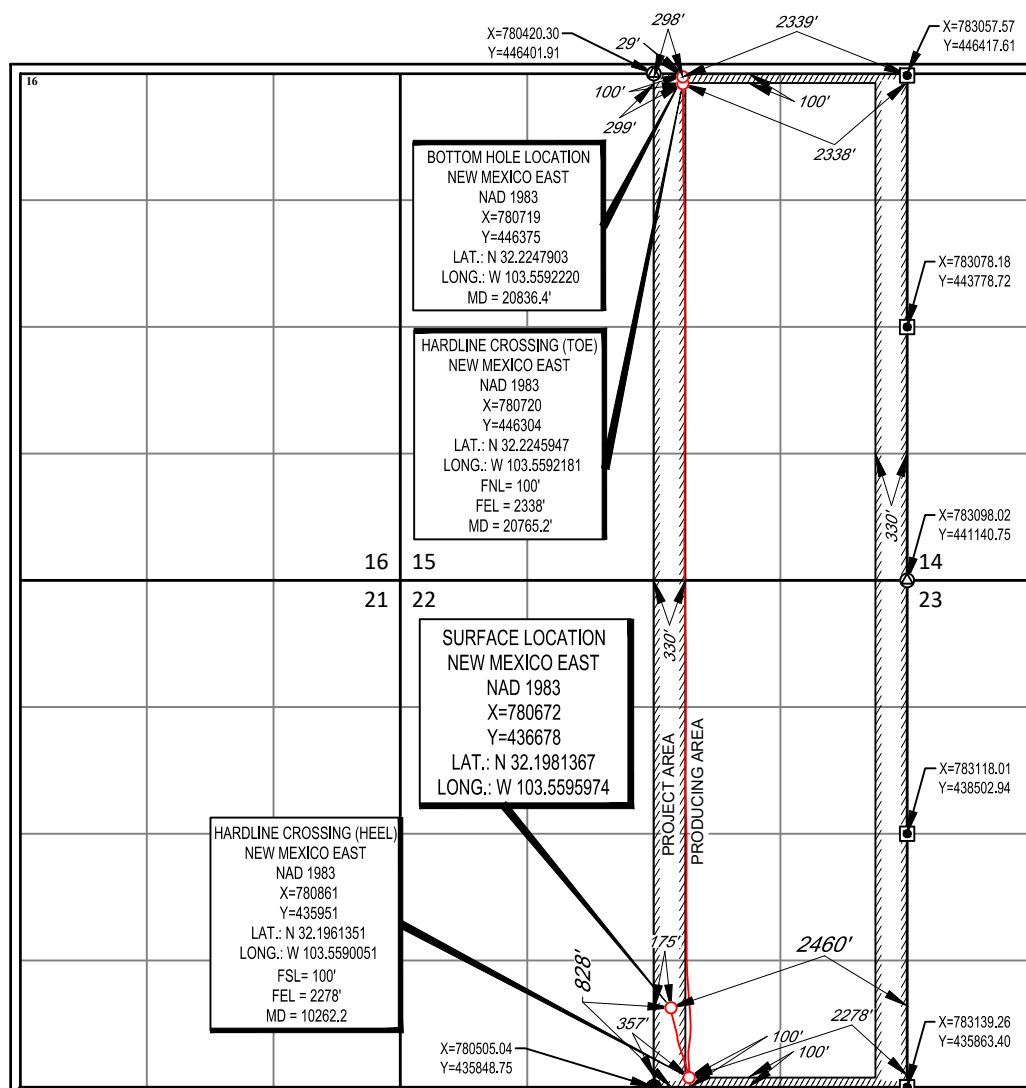 X=780420.30
Y=446401.91
298'
29'
2339'
X=783057.57
Y=446417.61
16
100'
299'
100'
2338'
BOTTOM HOLE LOCATION
NEW MEXICO EAST
NAD 1983
X=780719
Y=446375
LAT.: N 32.2247903
LONG.: W 103.5592220
MD = 20836.4'
X=783078.18
Y=443778.72
HARDLINE CROSSING (TOE)
NEW MEXICO EAST
NAD 1983
X=780720
Y=446304
LAT.: N 32.2245947
LONG.: W 103.5592181
FNL= 100'
FEL = 2338'
MD = 20765.2'
330'
X=783098.02
Y=441140.75
16 15
14
21 22
23
330'
SURFACE LOCATION
NEW MEXICO EAST
NAD 1983
X=780672
Y=436678
LAT.: N 32.1981367
LONG.: W 103.5595974
PROJECT AREA
PRODUCING AREA
X=783118.01
Y=438502.94
HARDLINE CROSSING (HEEL)
NEW MEXICO EAST
NAD 1983
X=780861
Y=435951
LAT.: N 32.1961351
LONG.: W 103.5590051
FSL= 100'
FEL = 2278'
MD = 10262.2
175'
2460'
828'
357'
2278'
100'
100'
X=780505.04
Y=435848.75
X=783139.26
Y=435863.40